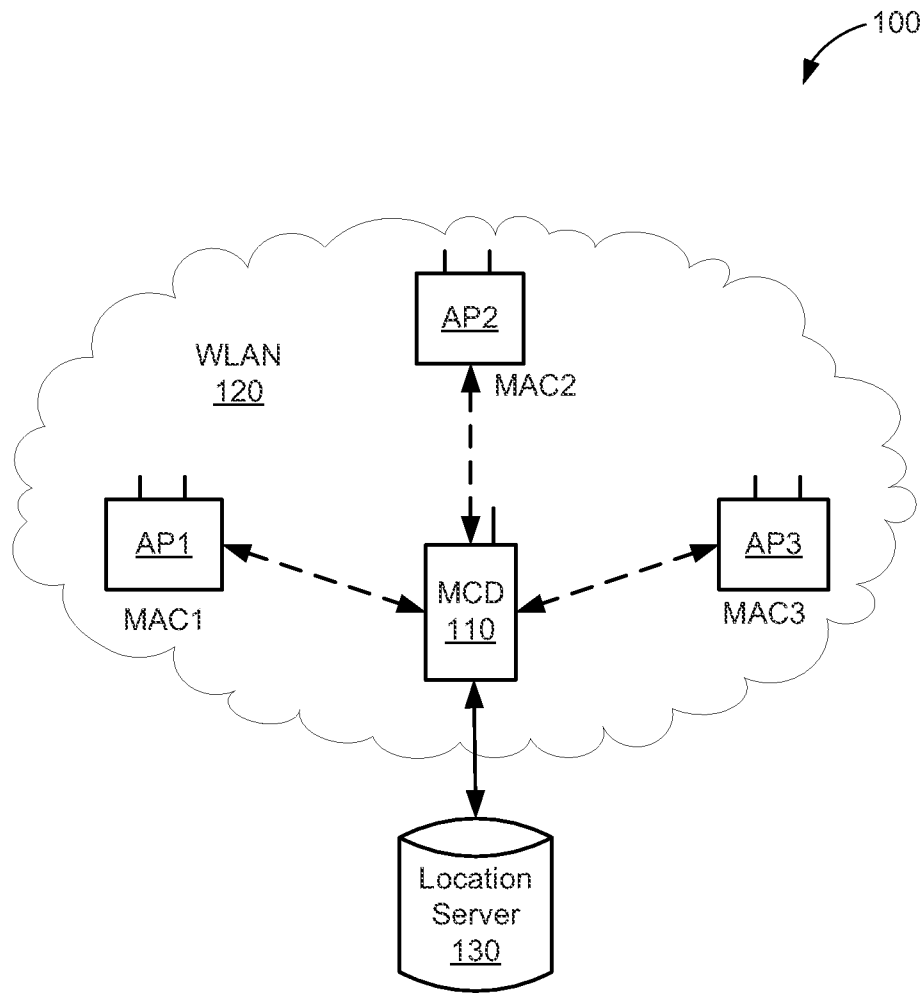 100
AP2
WLAN
120
MAC2
AP1
AP3
MCD
110
MAC1
MAC3
Location
Server
130